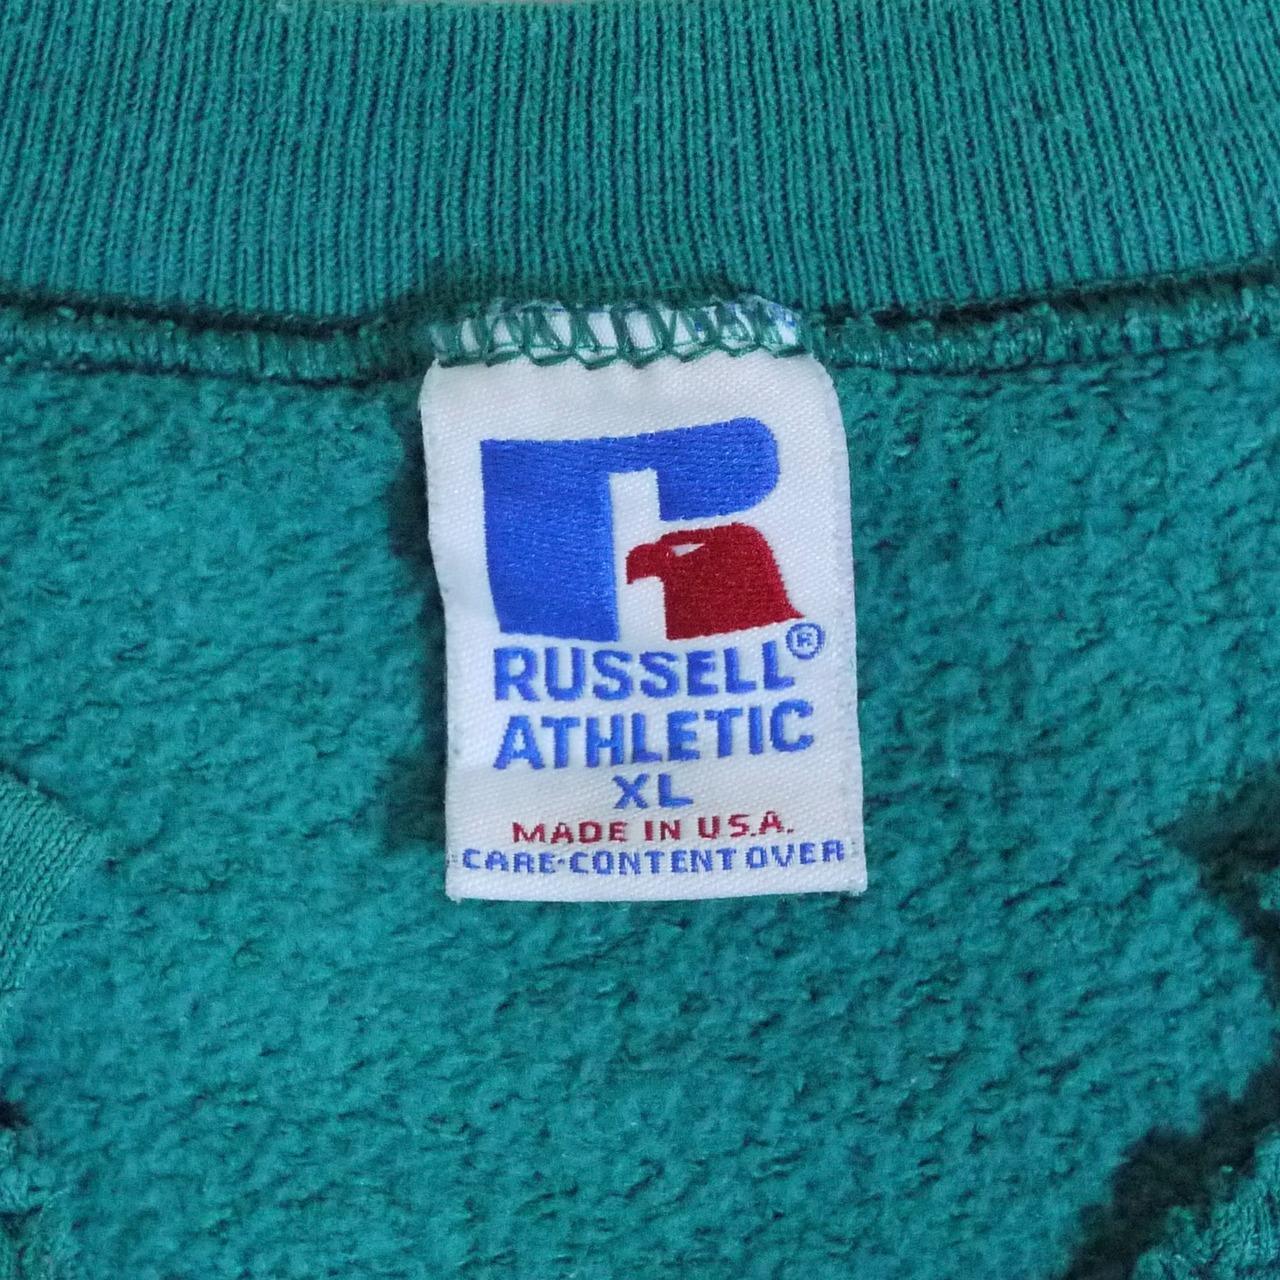 RUSSELL®
ATHLETIC
XL
MADE IN U.S.A.
CARE-CONTENT OVER